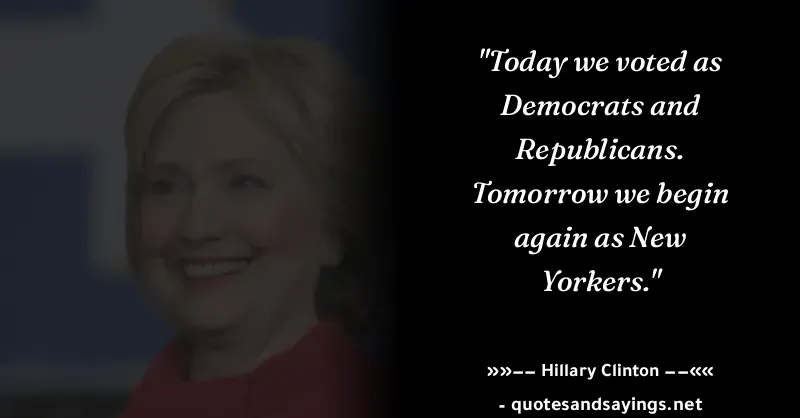 "Today we voted as
Democrats and
Republicans.
Tomorrow we begin
again as New
Yorkers."
»»−− Hillary Clinton −−««
- quotesandsayings.net